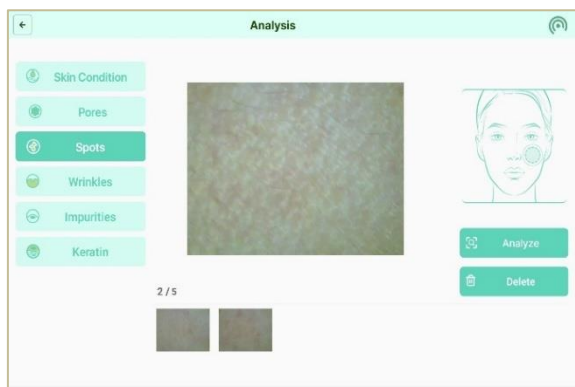 Analysis
Skin Condition
Pores
Spots
Wrinkles
Impurities
Keratin
Analyze
Delete
2 / 5